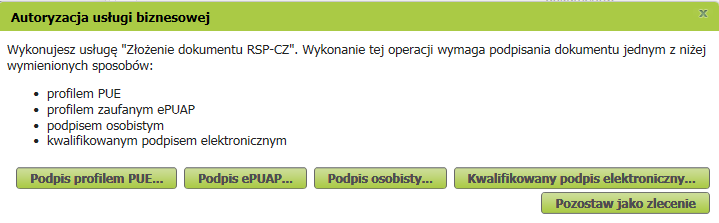 Autoryzacja usługi biznesowej x
Wykonujesz usługę "Złożenie dokumentu RSP-CZ". Wykonanie tej operacji wymaga podpisania dokumentu jednym z niżej
wymienionych sposobów:
• profilem PUE
• profilem zaufanym ePUAP
• podpisem osobistym
• kwalifikowanym podpisem elektronicznym
Podpis profilem PUE... Podpis ePUAP... Podpis osobisty... Kwalifikowany podpis elektroniczny...
Pozostaw jako zlecenie